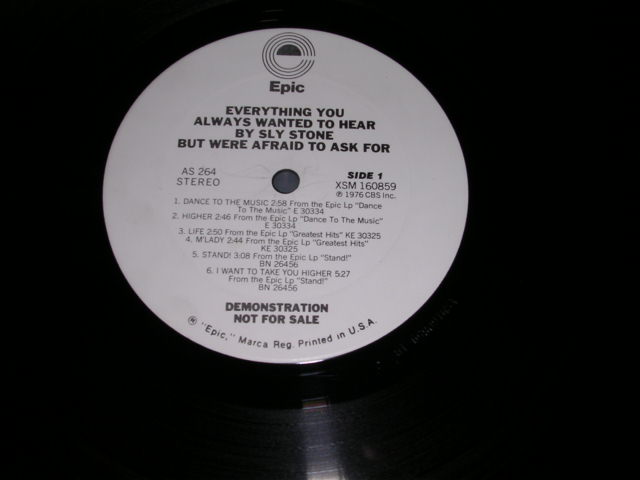 Epic
EVERYTHING YOU
ALWAYS WANTED TO HEAR
BY SLY STONE
BUT WERE AFRAID TO ASK FOR
AS 264
STEREO
SIDE 1
XSM 160859
℗ 1976 CBS Inc.
1. DANCE TO THE MUSIC 2:58 From the Epic Lp "Dance
To The Music" E 30334
2. HIGHER 2:46 From the Epic Lp "Dance To The Music"
E 30334
3. LIFE 2:50 From the Epic Lp "Greatest Hits" KE 30325
4. M'LADY 2:44 From the Epic Lp "Greatest Hits"
KE 30325
5. STAND! 3:08 From the Epic Lp "Stand!"
BN 26456
6. I WANT TO TAKE YOU HIGHER 5:27
From the Epic Lp "Stand!"
BN 26456
DEMONSTRATION
NOT FOR SALE
"Epic," Marca Reg. Printed in U.S.A.